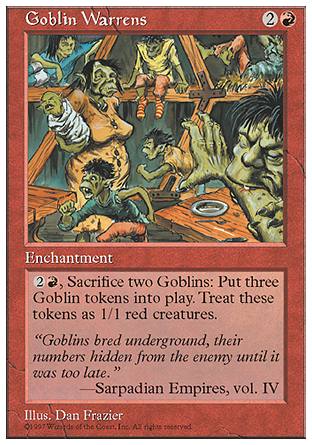 Goblin Warrens 2
Enchantment
2, Sacrifice two Goblins: Put three
Goblin tokens into play. Treat these
tokens as 1/1 red creatures.
“Goblins bred underground, their
numbers hidden from the enemy until it
was too late.”
—Sarpadian Empires, vol. IV
Illus. Dan Frazier
©1997 Wizards of the Coast, Inc. All rights reserved.